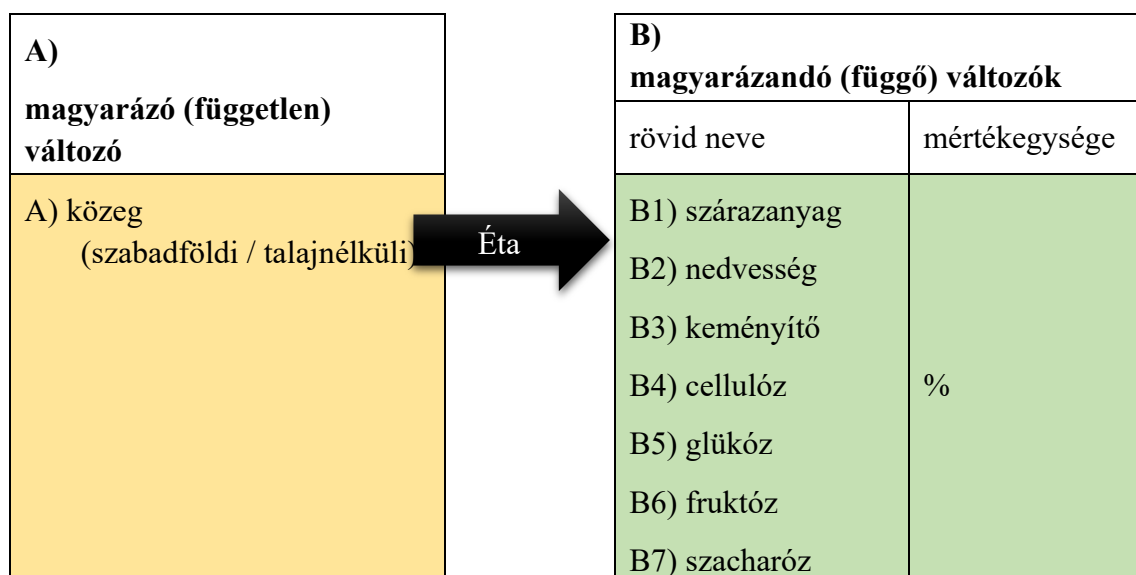 A)
magyarázó (független)
változó
A) közeg
(szabadföldi / talajnélküli)
Éta
B)
magyarázandó (függő) változók
rövid neve
mértékegysége
B1) szárazanyag
B2) nedvesség
B3) keményítő
B4) cellulóz
%
B5) glükóz
B6) fruktóz
B7) szacharóz